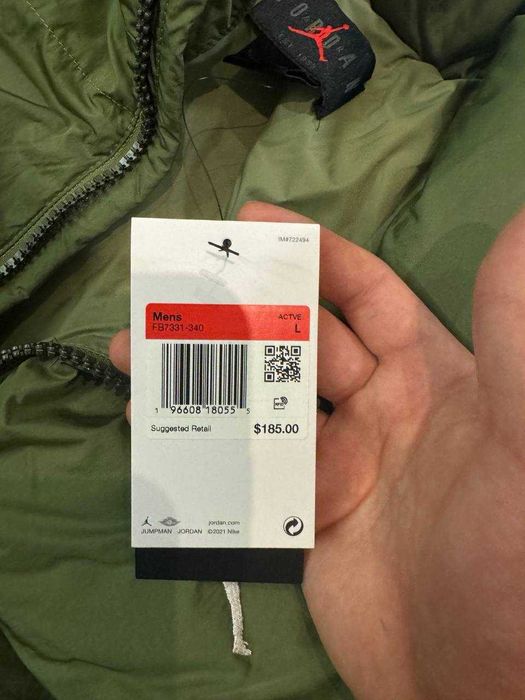 JORDAN
IM#722494
Mens
ACTVE
FB7331-340
L
1 96608 18055 5
Suggested Retail
$185.00
jordan.com
JUMPMAN JORDAN ©2021 Nike